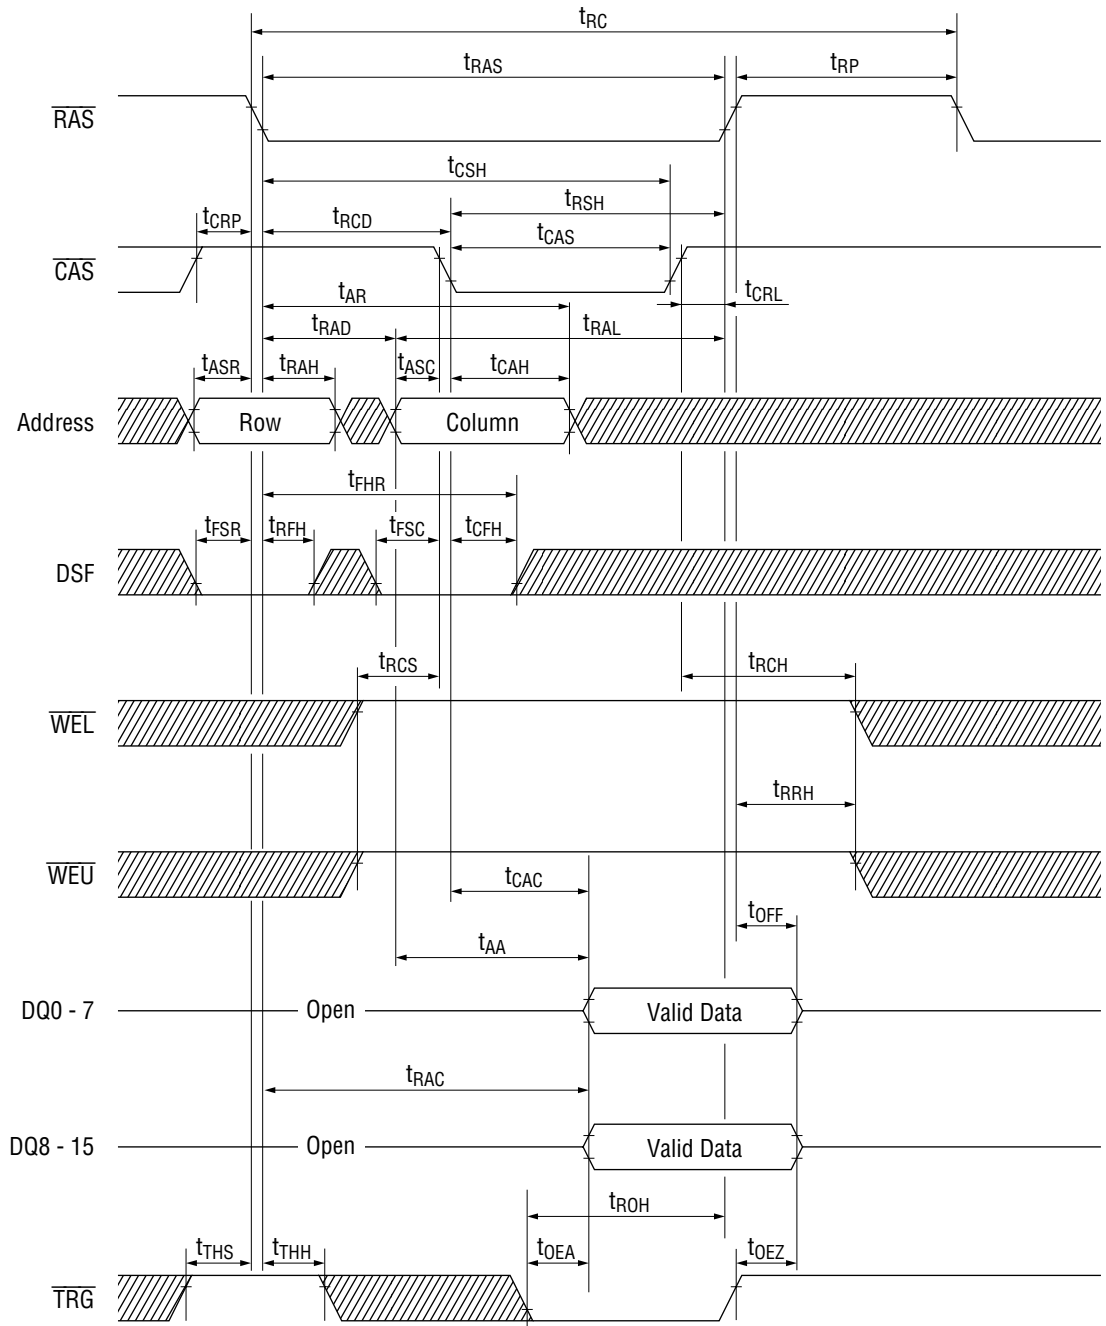 tRC
tRAS tRP
RAS
tCSH
tRSH
tCRP tRCD
tCAS
CAS
tAR tCRL
tRAD tRAL
tASR tRAH tASC tCAH
Address Row Column
tFHR
tFSR tRFH tFSC tCFH
DSF
tRCS tRCH
WEL
tRRH
WEU
tCAC
tOFF
tAA
DQ0 - 7 Open Valid Data
tRAC
DQ8 - 15 Open Valid Data
tROH
tTHS tTHH tOEA tOEZ
TRG